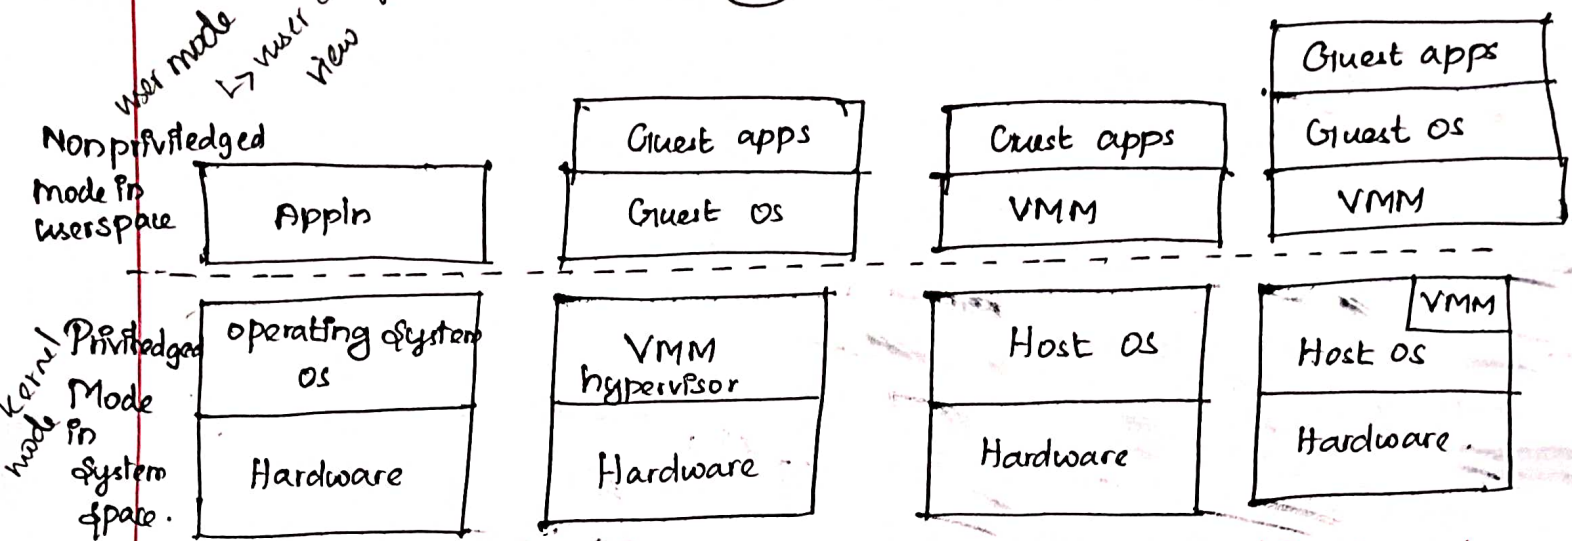 user mode
↳ user
view
Nonpriviledged
mode in
userspace
Appln
Guest apps
Guest OS
Guest apps
VMM
Guest apps
Guest OS
VMM
kernel
mode
Priviledged
Mode
in
System
Space.
operating System
OS
Hardware
VMM
hypervisor
Hardware
Host OS
Hardware
VMM
Host OS
Hardware.